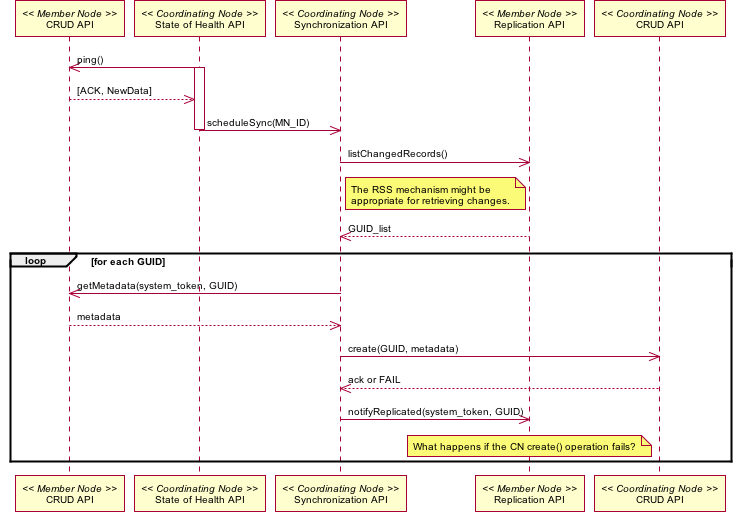 << Member Node >>
CRUD API
<< Coordinating Node >>
State of Health API
<< Coordinating Node >>
Synchronization API
<< Member Node >>
Replication API
<< Coordinating Node >>
CRUD API
ping()
[ACK, NewData]
scheduleSync(MN_ID)
listChangedRecords()
The RSS mechanism might be
appropriate for retrieving changes.
GUID_list
loop
[for each GUID]
getMetadata(system_token, GUID)
metadata
create(GUID, metadata)
ack or FAIL
notifyReplicated(system_token, GUID)
What happens if the CN create() operation fails?
<< Member Node >>
CRUD API
<< Coordinating Node >>
State of Health API
<< Coordinating Node >>
Synchronization API
<< Member Node >>
Replication API
<< Coordinating Node >>
CRUD API